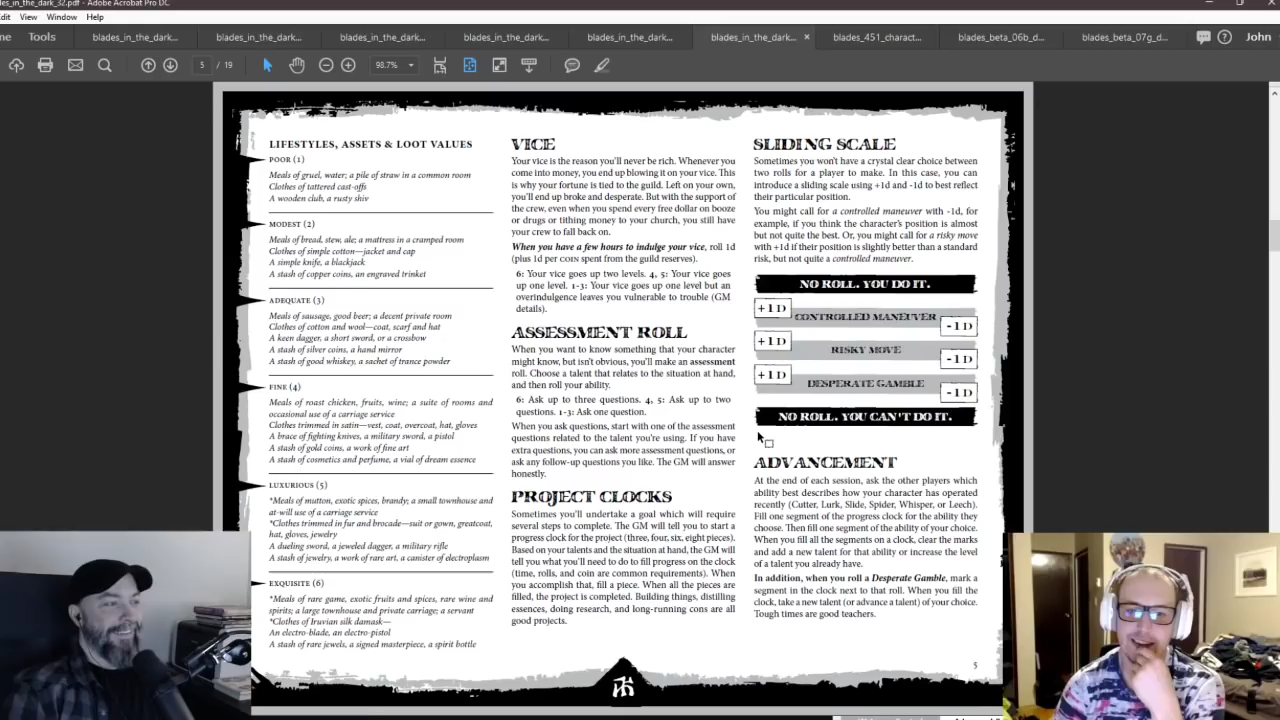 des_in_the_dark_32.pdf - Adobe Acrobat Pro DC
dit View Window Help
me Tools blades_in_the_dark... blades_in_the_dark... blades_in_the_dark... blades_in_the_dark... blades_in_the_dark... blades_in_the_dark... × blades_451_charact... blades_beta_06b_d... blades_beta_07g_d... John
5 / 19 98.7%
LIFESTYLES, ASSETS & LOOT VALUES
POOR (1)
Meals of gruel, water; a pile of straw in a common room
Clothes of tattered cast-offs
A wooden club, a rusty shiv
MODEST (2)
Meals of bread, stew, ale; a mattress in a cramped room
Clothes of simple cotton—jacket and cap
A simple knife, a blackjack
A stash of copper coins, an engraved trinket
ADEQUATE (3)
Meals of sausage, good beer; a decent private room
Clothes of cotton and wool—coat, scarf and hat
A keen dagger, a short sword, or a crossbow
A stash of silver coins, a hand mirror
A stash of good whiskey, a sachet of trance powder
FINE (4)
Meals of roast chicken, fruits, wine; a suite of rooms and
occasional use of a carriage service
Clothes trimmed in satin—vest, coat, overcoat, hat, gloves
A brace of fighting knives, a military sword, a pistol
A stash of gold coins, a work of fine art
A stash of cosmetics and perfume, a vial of dream essence
LUXURIOUS (5)
*Meals of mutton, exotic spices, brandy; a small townhouse and
at-will use of a carriage service
*Clothes trimmed in fur and brocade—suit or gown, greatcoat,
hat, gloves, jewelry
A dueling sword, a jeweled dagger, a military rifle
A stash of jewelry, a work of rare art, a canister of electroplasm
EXQUISITE (6)
*Meals of rare game, exotic fruits and spices, rare wine and
spirits; a large townhouse and private carriage; a servant
*Clothes of Iruvian silk damask—
An electro-blade, an electro-pistol
A stash of rare jewels, a signed masterpiece, a spirit bottle
VICE
Your vice is the reason you'll never be rich. Whenever you
come into money, you end up blowing it on your vice. This
is why your fortune is tied to the guild. Left on your own,
you'll end up broke and desperate. But with the support of
the crew, even when you spend every free dollar on booze
or drugs or tithing money to your church, you still have
your crew to fall back on.
When you have a few hours to indulge your vice, roll 1d
(plus 1d per COIN spent from the guild reserves).
6: Your vice goes up two levels. 4, 5: Your vice goes
up one level. 1-3: Your vice goes up one level but an
overindulgence leaves you vulnerable to trouble (GM
details).
ASSESSMENT ROLL
When you want to know something that your character
might know, but isn't obvious, you'll make an assessment
roll. Choose a talent that relates to the situation at hand,
and then roll your ability.
6: Ask up to three questions. 4, 5: Ask up to two
questions. 1-3: Ask one question.
When you ask questions, start with one of the assessment
questions related to the talent you're using. If you have
extra questions, you can ask more assessment questions, or
ask any follow-up questions you like. The GM will answer
honestly.
PROJECT CLOCKS
Sometimes you'll undertake a goal which will require
several steps to complete. The GM will tell you to start a
progress clock for the project (three, four, six, eight pieces).
Based on your talents and the situation at hand, the GM will
tell you what you'll need to do to fill progress on the clock
(time, rolls, and coin are common requirements). When
you accomplish that, fill a piece. When all the pieces are
filled, the project is completed. Building things, distilling
essences, doing research, and long-running cons are all
good projects.
SLIDING SCALE
Sometimes you won't have a crystal clear choice between
two rolls for a player to make. In this case, you can
introduce a sliding scale using +1d and -1d to best reflect
their particular position.
You might call for a controlled maneuver with -1d, for
example, if you think the character's position is almost
but not quite the best. Or, you might call for a risky move
with +1d if their position is slightly better than a standard
risk, but not quite a controlled maneuver.
NO ROLL. YOU DO IT.
+1D
CONTROLLED MANEUVER
-1D
+1D
RISKY MOVE
-1D
+1D
DESPERATE GAMBLE
-1D
NO ROLL. YOU CAN'T DO IT.
ADVANCEMENT
At the end of each session, ask the other players which
ability best describes how your character has operated
recently (Cutter, Lurk, Slide, Spider, Whisper, or Leech).
Fill one segment of the progress clock for the ability they
choose. Then fill one segment of the ability of your choice.
When you fill all the segments on a clock, clear the marks
and add a new talent for that ability or increase the level
of a talent you already have.
In addition, when you roll a Desperate Gamble, mark a
segment in the clock next to that roll. When you fill the
clock, take a new talent (or advance a talent) of your choice.
Tough times are good teachers.
5